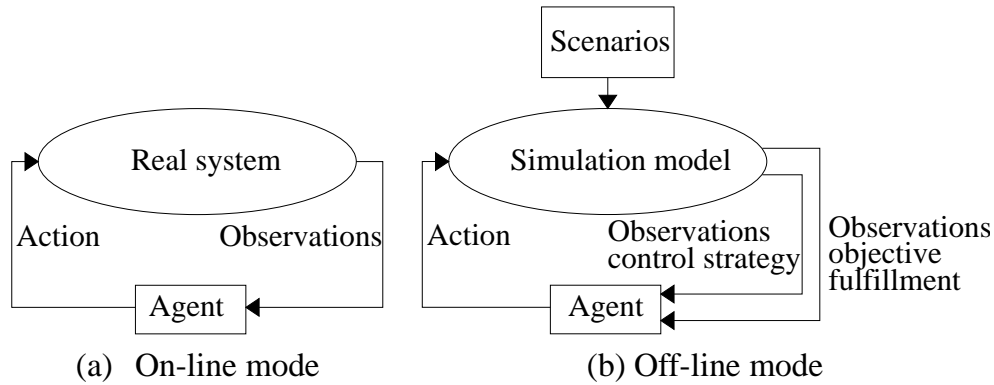 Scenarios
Real system
Simulation model
Action
Observations
Action
Observations
control strategy
Observations
objective
fulfillment
Agent
Agent
(a) On-line mode
(b) Off-line mode